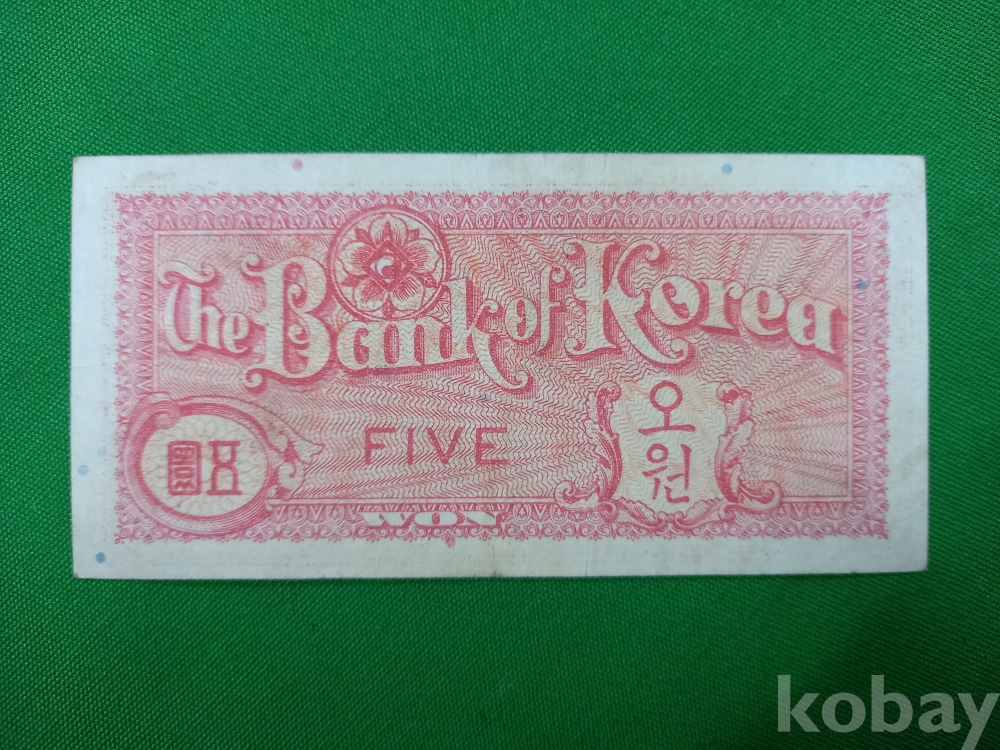 The Bank of Korea
圓五
FIVE
오
원
WON
kobay